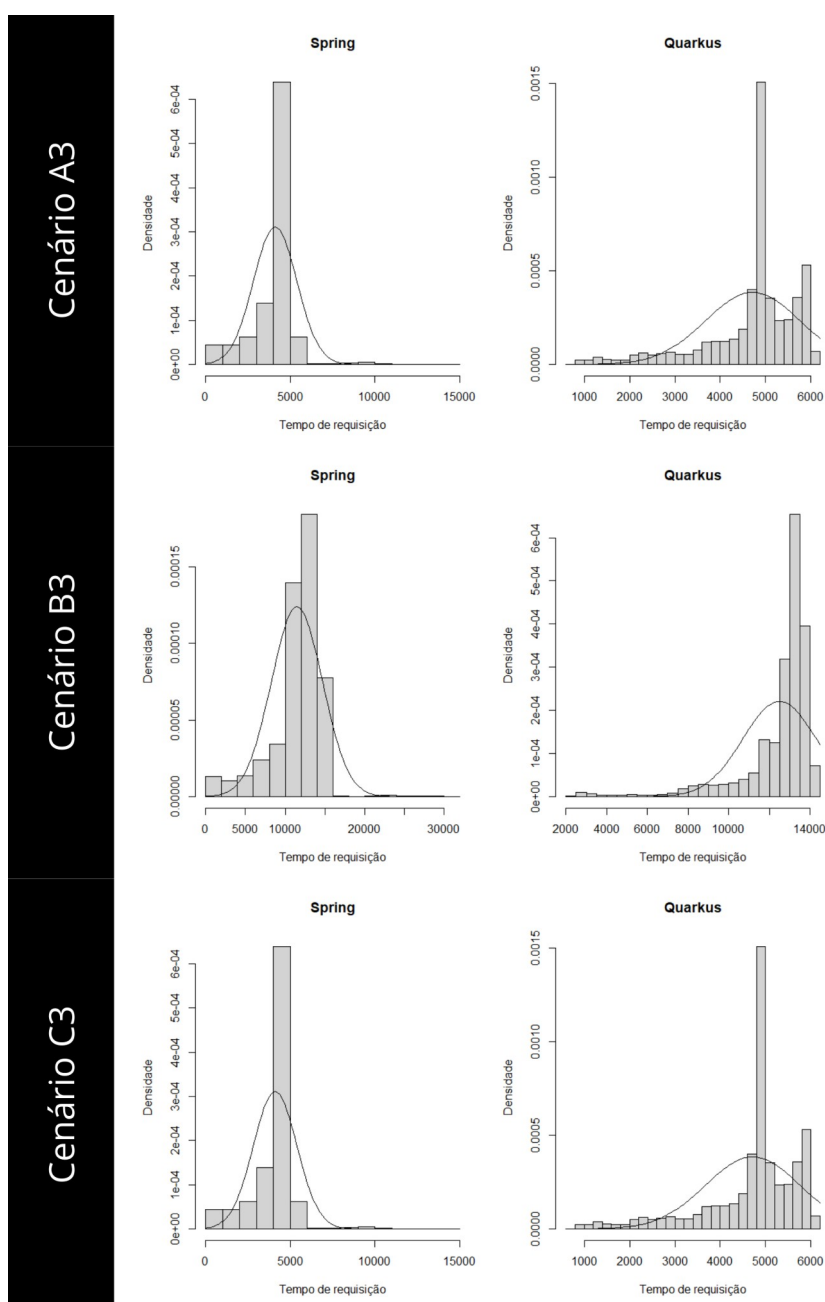 Cenário A3
Spring
Densidade
0e+00 1e-04 2e-04 3e-04 4e-04 5e-04 6e-04
0 5000 10000 15000
Tempo de requisição
Quarkus
Densidade
0.0000 0.0005 0.0010 0.0015
1000 2000 3000 4000 5000 6000
Tempo de requisição
Cenário B3
Spring
Densidade
0.00000 0.00005 0.00010 0.00015
0 5000 10000 20000 30000
Tempo de requisição
Quarkus
Densidade
0e+00 1e-04 2e-04 3e-04 4e-04 5e-04 6e-04
2000 4000 6000 8000 10000 14000
Tempo de requisição
Cenário C3
Spring
Densidade
0e+00 1e-04 2e-04 3e-04 4e-04 5e-04 6e-04
0 5000 10000 15000
Tempo de requisição
Quarkus
Densidade
0.0000 0.0005 0.0010 0.0015
1000 2000 3000 4000 5000 6000
Tempo de requisição